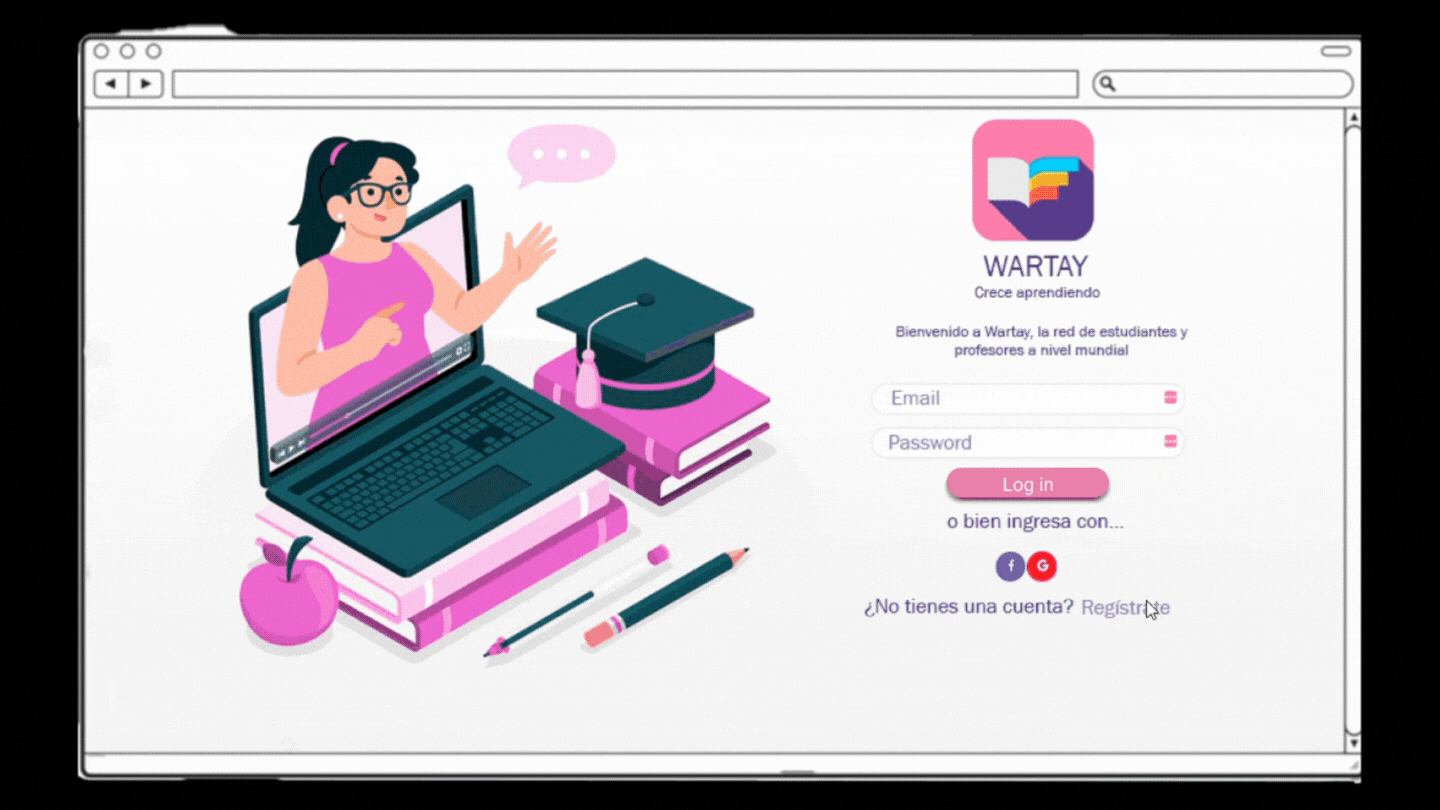 WARTAY
Crece aprendiendo
Bienvenido a Wartay, la red de estudiantes y
profesores a nivel mundial
Email
Password
Log in
o bien ingresa con...
f G
¿No tienes una cuenta? Regístrate